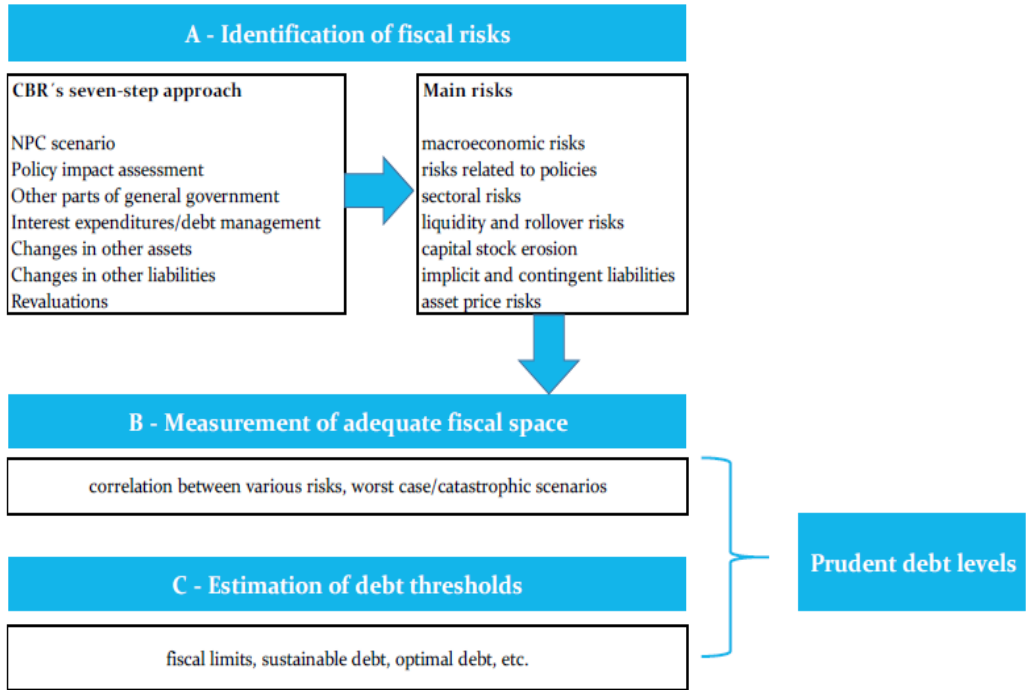 A - Identification of fiscal risks
CBR´s seven-step approach
NPC scenario
Policy impact assessment
Other parts of general government
Interest expenditures/debt management
Changes in other assets
Changes in other liabilities
Revaluations
Main risks
macroeconomic risks
risks related to policies
sectoral risks
liquidity and rollover risks
capital stock erosion
implicit and contingent liabilities
asset price risks
B - Measurement of adequate fiscal space
correlation between various risks, worst case/catastrophic scenarios
C - Estimation of debt thresholds
fiscal limits, sustainable debt, optimal debt, etc.
Prudent debt levels